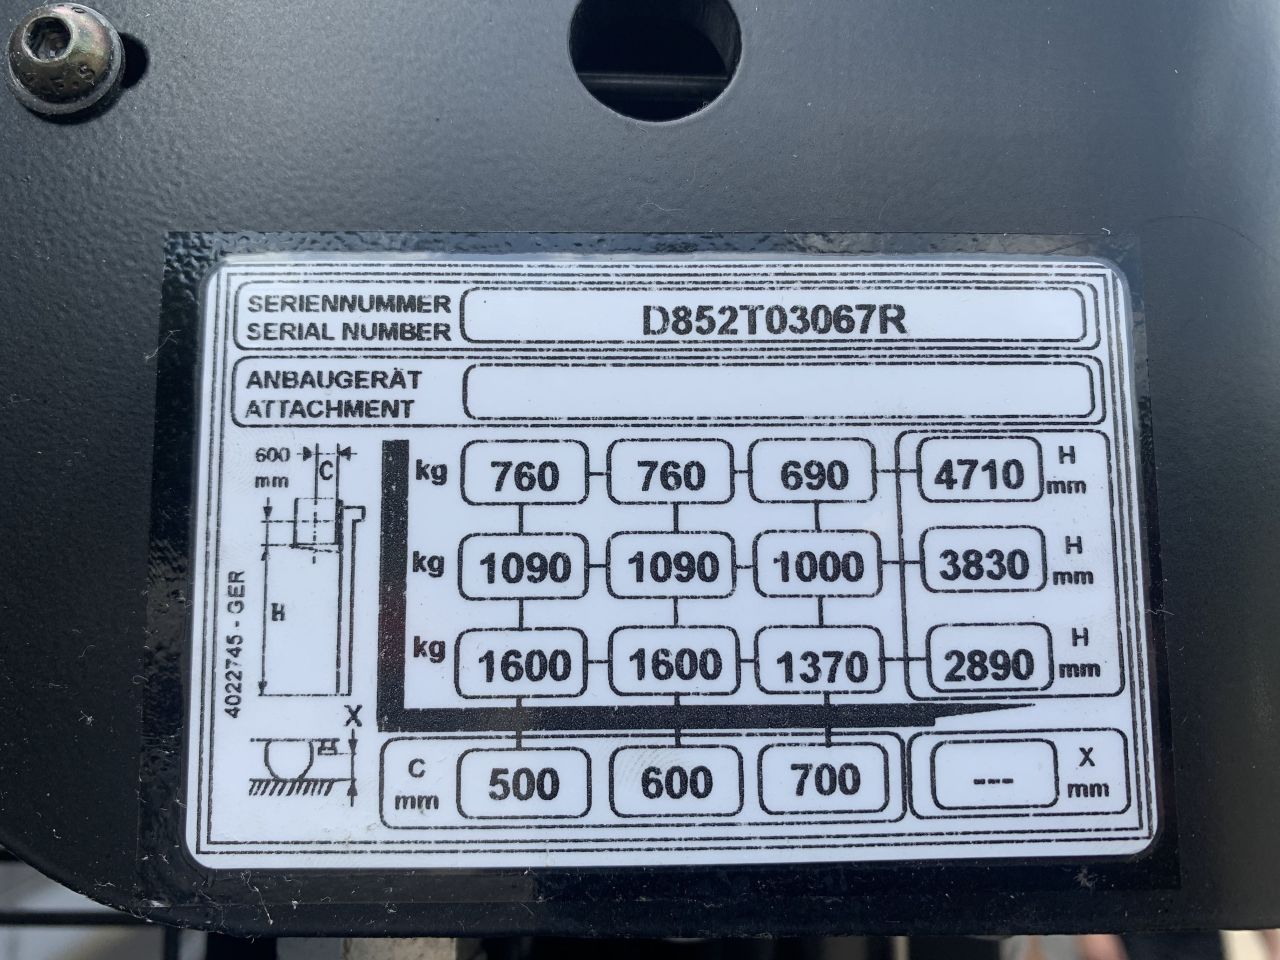 SERIENNUMMER
SERIAL NUMBER
D852T03067R
ANBAUGERÄT
ATTACHMENT
600 mm C
H
X
4022745 - GER
kg 760 760 690 4710 H mm
kg 1090 1090 1000 3830 H mm
kg 1600 1600 1370 2890 H mm
C mm 500 600 700 --- X mm